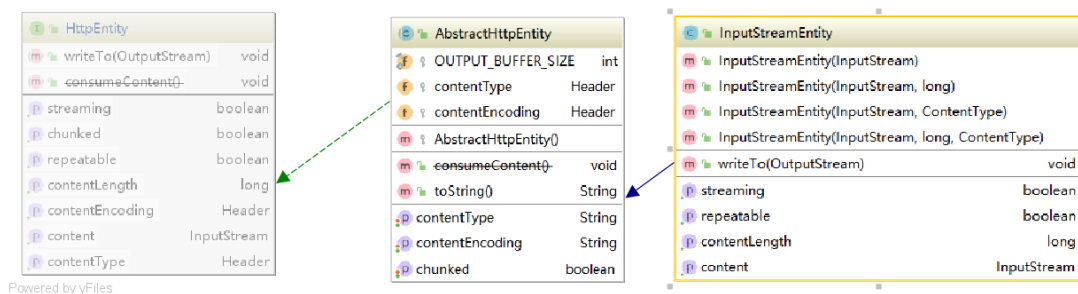 HttpEntity
writeTo(OutputStream) void
consumeContent() void
streaming boolean
chunked boolean
repeatable boolean
contentLength long
contentEncoding Header
content InputStream
contentType Header
Powered by yFiles
AbstractHttpEntity
OUTPUT_BUFFER_SIZE int
contentType Header
contentEncoding Header
AbstractHttpEntity()
consumeContent() void
toString() String
contentType String
contentEncoding String
chunked boolean
InputStreamEntity
InputStreamEntity(InputStream)
InputStreamEntity(InputStream, long)
InputStreamEntity(InputStream, ContentType)
InputStreamEntity(InputStream, long, ContentType)
writeTo(OutputStream) void
streaming boolean
repeatable boolean
contentLength long
content InputStream